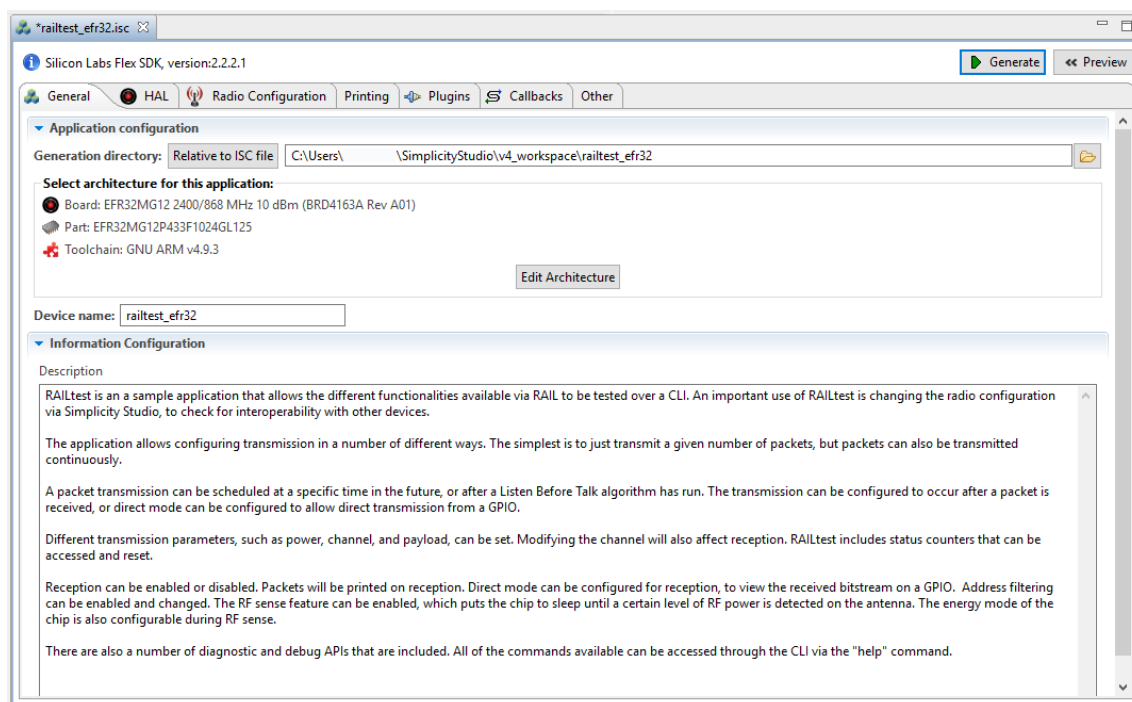 *railtest_efr32.isc
Silicon Labs Flex SDK, version:2.2.2.1
Generate
Preview
General
HAL
Radio Configuration
Printing
Plugins
Callbacks
Other
Application configuration
Generation directory: Relative to ISC file C:\Users\ \SimplicityStudio\v4_workspace\railtest_efr32
Select architecture for this application:
Board: EFR32MG12 2400/868 MHz 10 dBm (BRD4163A Rev A01)
Part: EFR32MG12P433F1024GL125
Toolchain: GNU ARM v4.9.3
Edit Architecture
Device name: railtest_efr32
Information Configuration
Description
RAILtest is an a sample application that allows the different functionalities available via RAIL to be tested over a CLI. An important use of RAILtest is changing the radio configuration
via Simplicity Studio, to check for interoperability with other devices.
The application allows configuring transmission in a number of different ways. The simplest is to just transmit a given number of packets, but packets can also be transmitted
continuously.
A packet transmission can be scheduled at a specific time in the future, or after a Listen Before Talk algorithm has run. The transmission can be configured to occur after a packet is
received, or direct mode can be configured to allow direct transmission from a GPIO.
Different transmission parameters, such as power, channel, and payload, can be set. Modifying the channel will also affect reception. RAILtest includes status counters that can be
accessed and reset.
Reception can be enabled or disabled. Packets will be printed on reception. Direct mode can be configured for reception, to view the received bitstream on a GPIO. Address filtering
can be enabled and changed. The RF sense feature can be enabled, which puts the chip to sleep until a certain level of RF power is detected on the antenna. The energy mode of the
chip is also configurable during RF sense.
There are also a number of diagnostic and debug APIs that are included. All of the commands available can be accessed through the CLI via the "help" command.